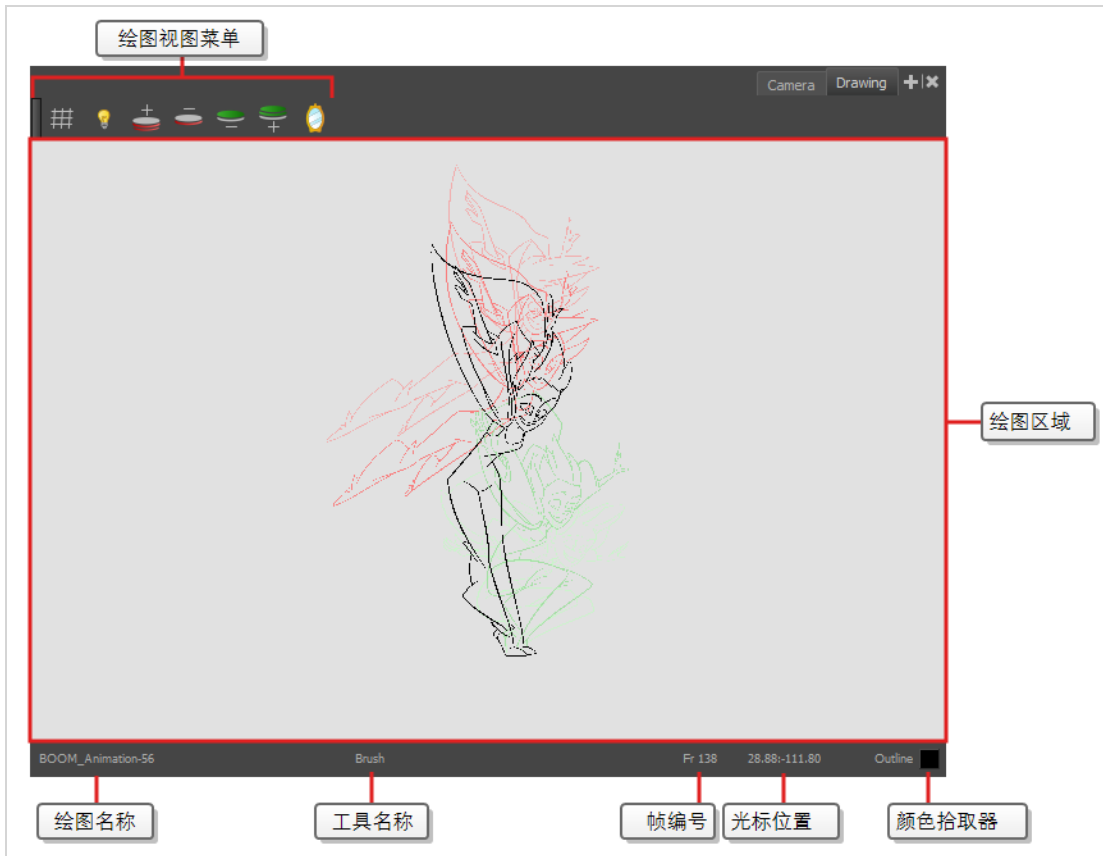 绘图视图菜单
Camera
Drawing
绘图区域
BOOM_Animation-56
Brush
Fr 138
28.88:-111.80
Outline
绘图名称
工具名称
帧编号
光标位置
颜色拾取器